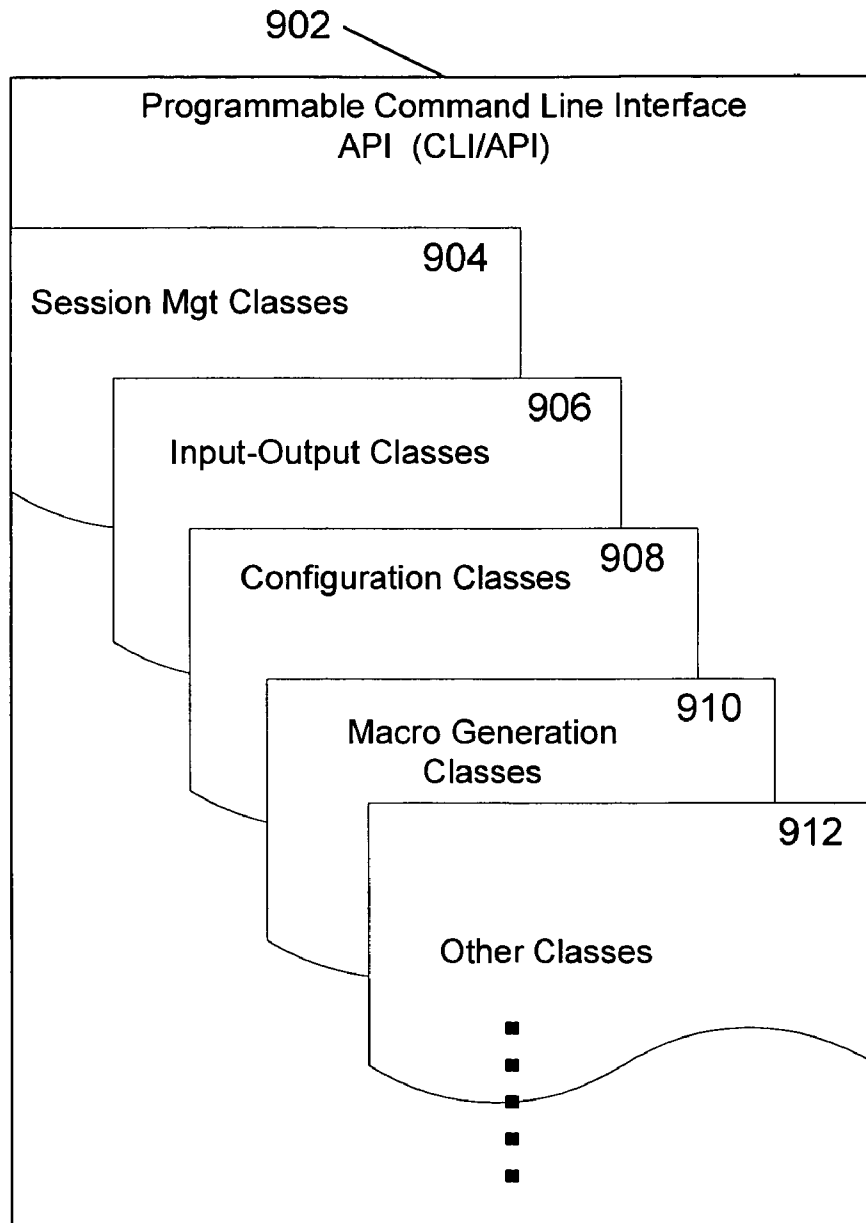 902
Programmable Command Line Interface
API (CLI/API)
904
Session Mgt Classes
906
Input-Output Classes
908
Configuration Classes
910
Macro Generation
Classes
912
Other Classes